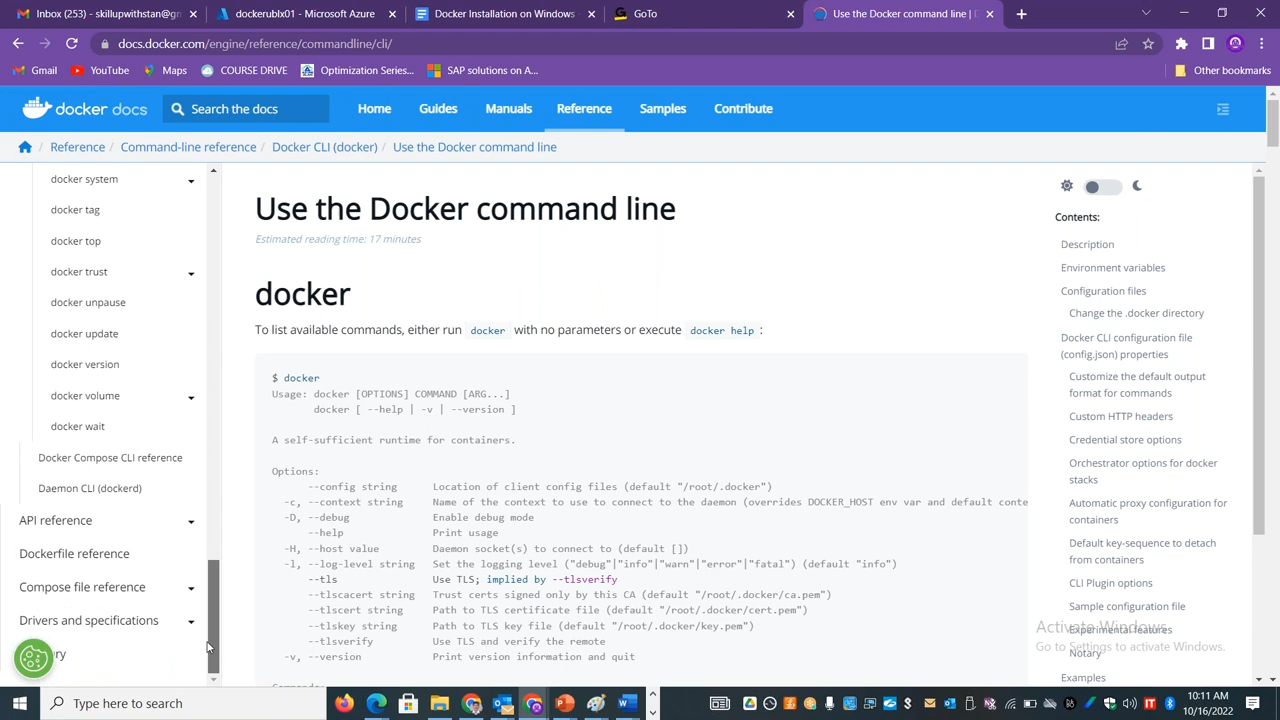 Inbox (253) - skillupwithstan@gm
dockerublx01 - Microsoft Azure
Docker Installation on Windows -
GoTo
Use the Docker command line | D
docs.docker.com/engine/reference/commandline/cli/
Gmail
YouTube
Maps
COURSE DRIVE
Optimization Series...
SAP solutions on A...
Other bookmarks
docker docs
Search the docs
Home
Guides
Manuals
Reference
Samples
Contribute
/ Reference / Command-line reference / Docker CLI (docker) / Use the Docker command line
docker system
docker tag
docker top
docker trust
docker unpause
docker update
docker version
docker volume
docker wait
Docker Compose CLI reference
Daemon CLI (dockerd)
API reference
Dockerfile reference
Compose file reference
Drivers and specifications
ry
Use the Docker command line
Estimated reading time: 17 minutes
docker
To list available commands, either run docker with no parameters or execute docker help :
$ docker
Usage: docker [OPTIONS] COMMAND [ARG...]
docker [ --help | -v | --version ]
A self-sufficient runtime for containers.
Options:
--config string Location of client config files (default "/root/.docker")
-c, --context string Name of the context to use to connect to the daemon (overrides DOCKER_HOST env var and default conte
-D, --debug Enable debug mode
--help Print usage
-H, --host value Daemon socket(s) to connect to (default [])
-l, --log-level string Set the logging level ("debug"|"info"|"warn"|"error"|"fatal") (default "info")
--tls Use TLS; implied by --tlsverify
--tlscacert string Trust certs signed only by this CA (default "/root/.docker/ca.pem")
--tlscert string Path to TLS certificate file (default "/root/.docker/cert.pem")
--tlskey string Path to TLS key file (default "/root/.docker/key.pem")
--tlsverify Use TLS and verify the remote
-v, --version Print version information and quit
Commands:
Contents:
Description
Environment variables
Configuration files
Change the .docker directory
Docker CLI configuration file
(config.json) properties
Customize the default output
format for commands
Custom HTTP headers
Credential store options
Orchestrator options for docker
stacks
Automatic proxy configuration for
containers
Default key-sequence to detach
from containers
CLI Plugin options
Sample configuration file
Experimental features
Notary
Examples
Activate Windows
Go to Settings to activate Windows.
Type here to search
10:11 AM
10/16/2022